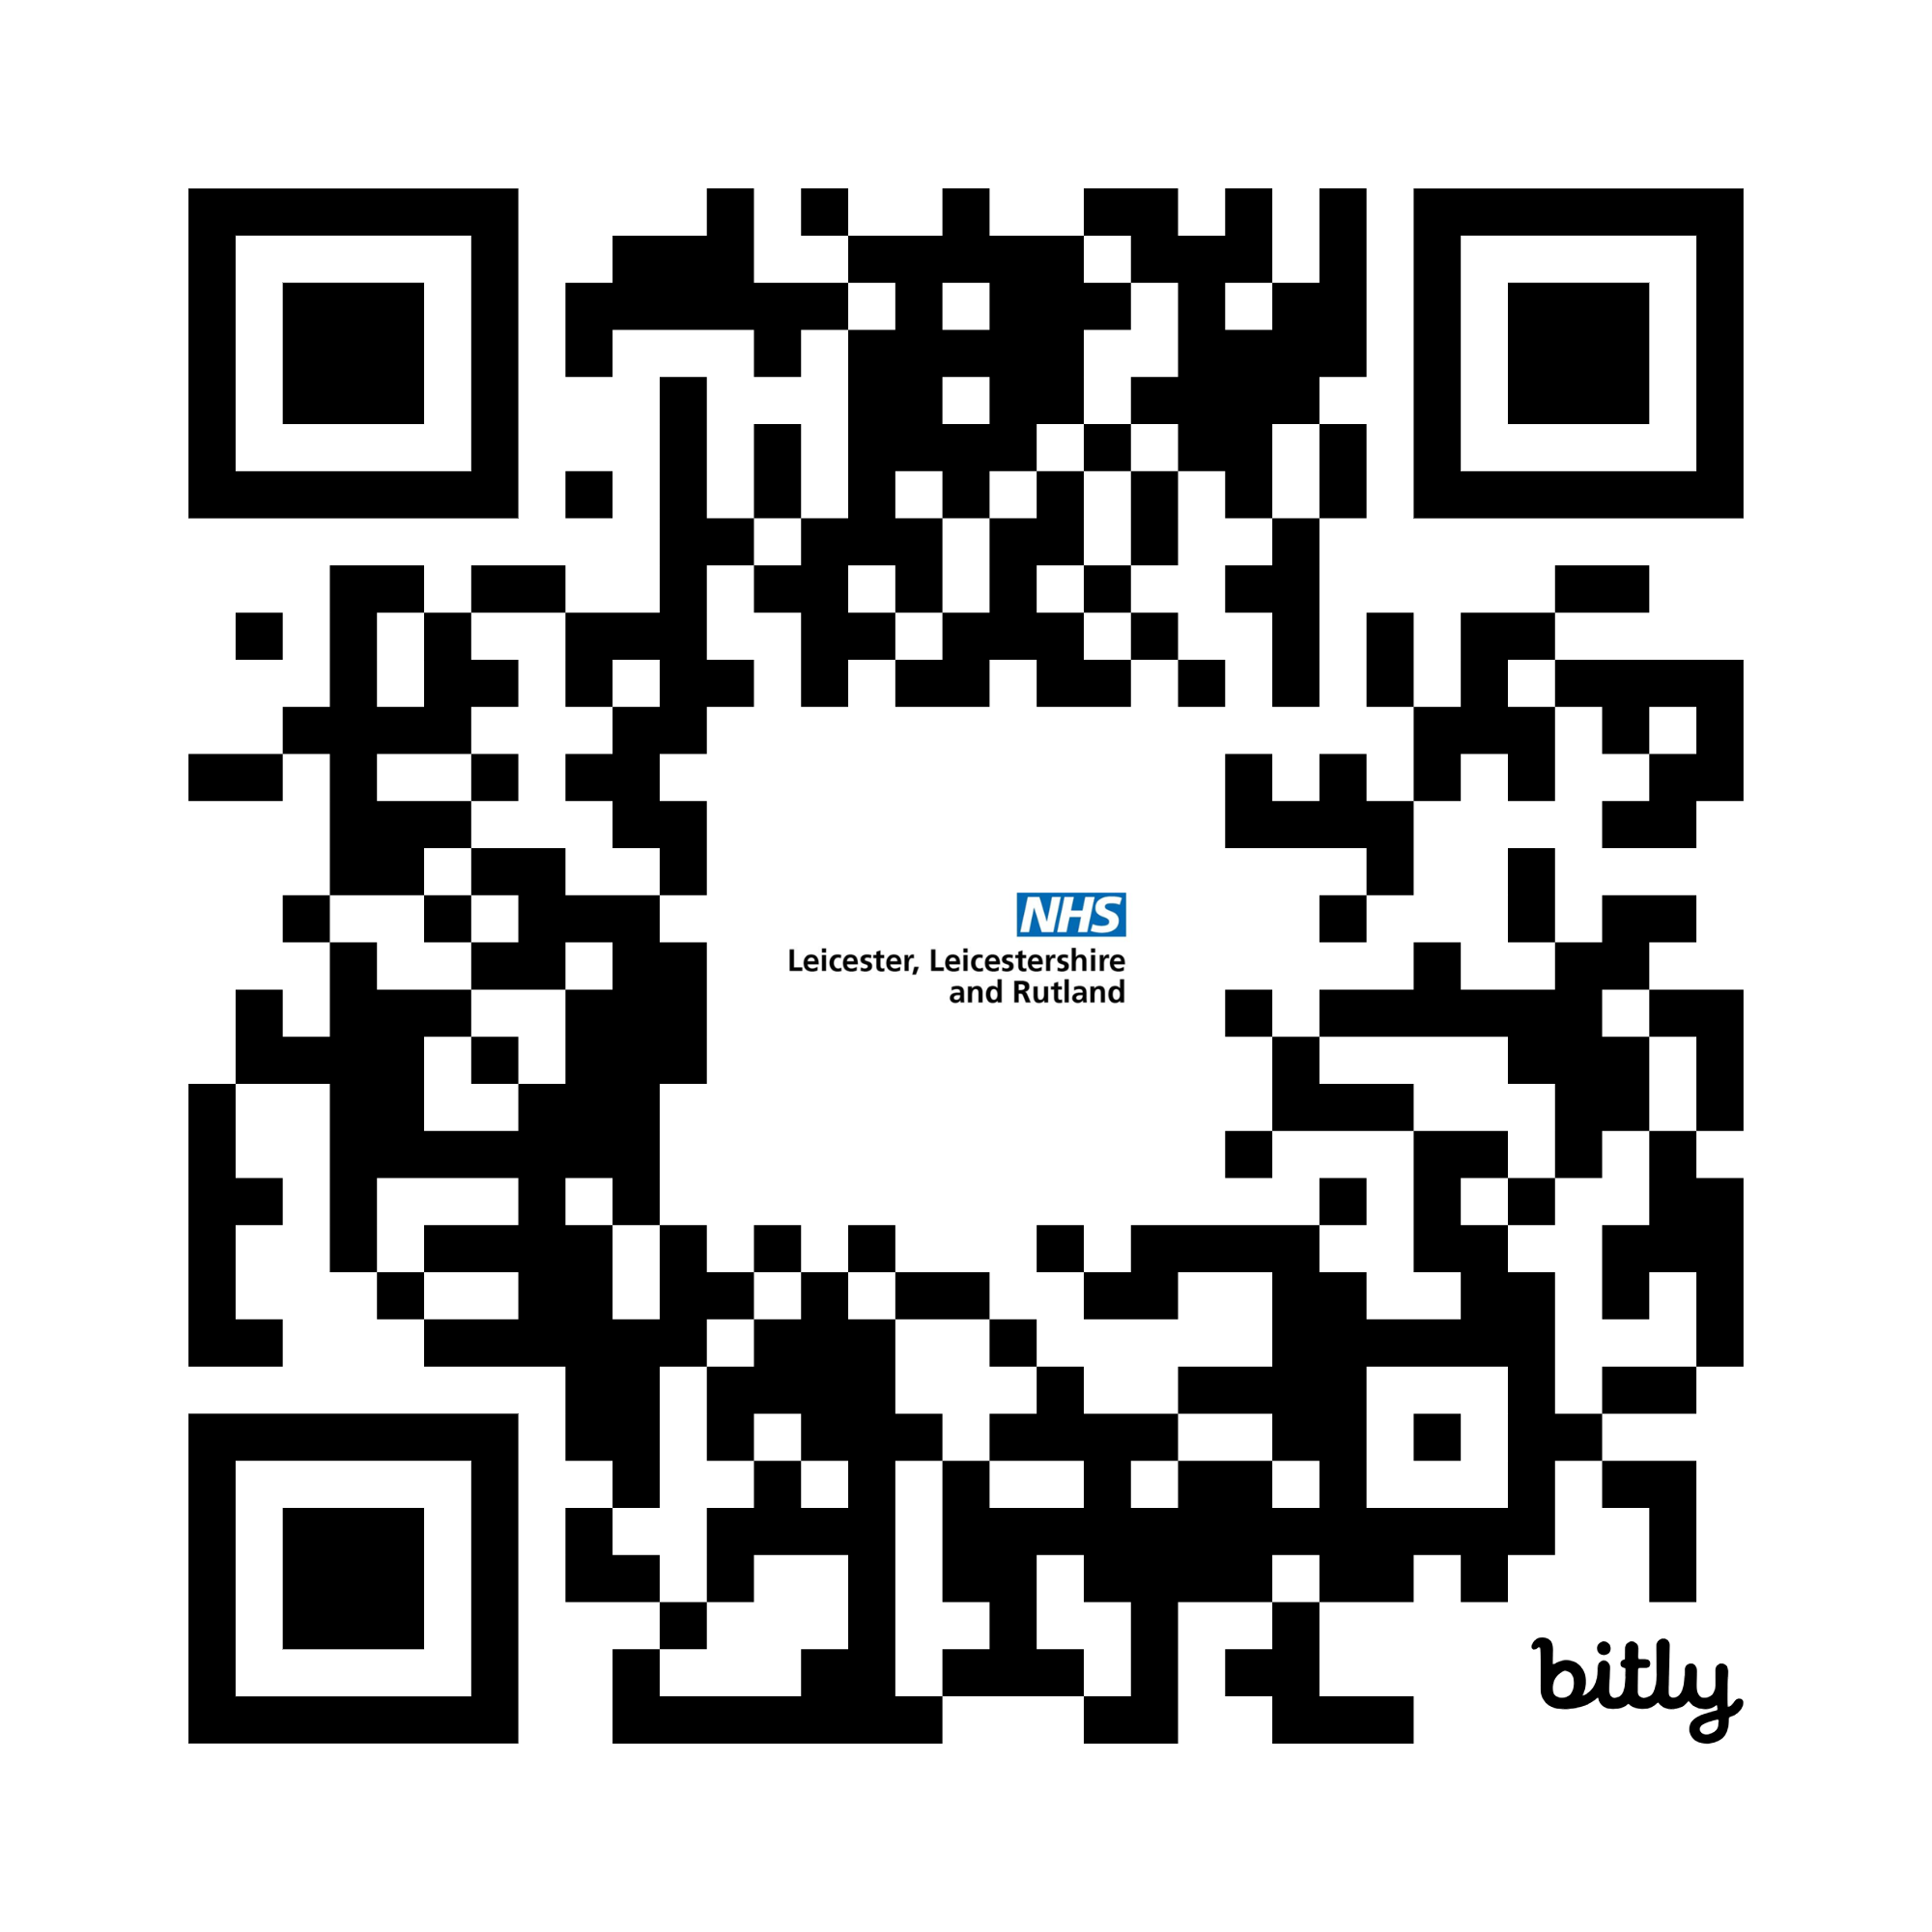 NHS
Leicester, Leicestershire
and Rutland
bitly